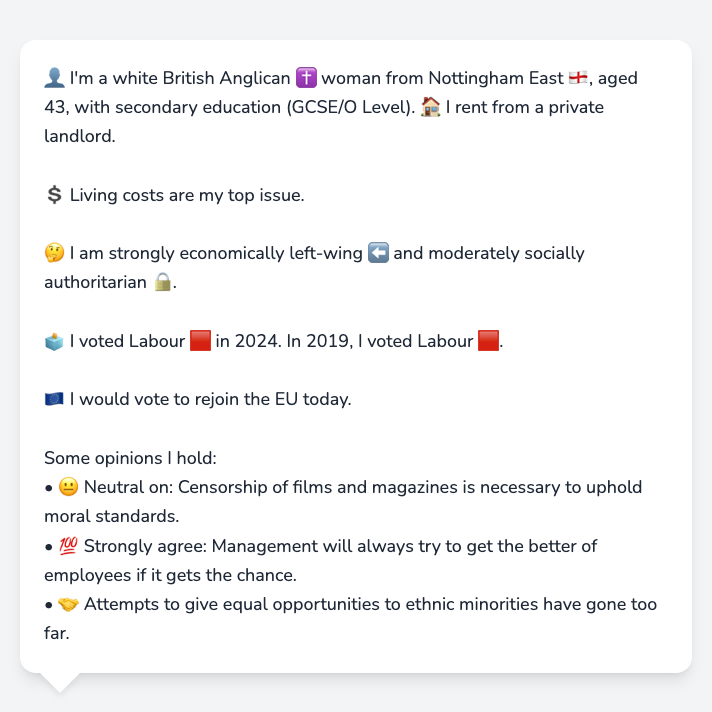 👤 I'm a white British Anglican ✝️ woman from Nottingham East 🏴󠁧󠁢󠁥󠁮󠁧󠁿, aged
43, with secondary education (GCSE/O Level). 🏠 I rent from a private
landlord.
💲 Living costs are my top issue.
🤔 I am strongly economically left-wing ⬅️ and moderately socially
authoritarian 🔒.
🗳️ I voted Labour 🟥 in 2024. In 2019, I voted Labour 🟥.
🇪🇺 I would vote to rejoin the EU today.
Some opinions I hold:
• 😐 Neutral on: Censorship of films and magazines is necessary to uphold
moral standards.
• 💯 Strongly agree: Management will always try to get the better of
employees if it gets the chance.
• 🤝 Attempts to give equal opportunities to ethnic minorities have gone too
far.